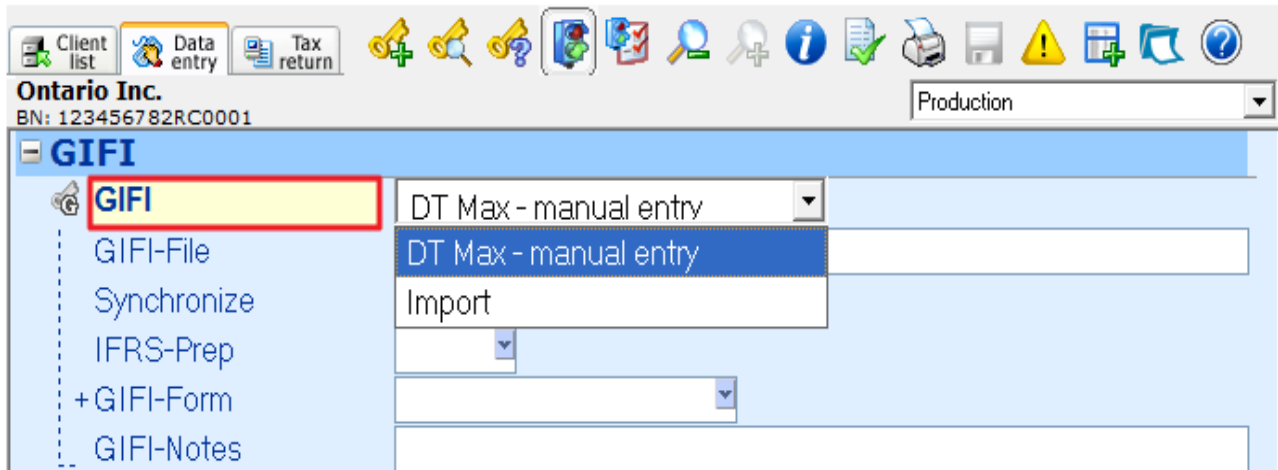 Client list
Data entry
Tax return
Ontario Inc.
BN: 123456782RC0001
Production
GIFI
GIFI
DT Max - manual entry
GIFI-File
DT Max - manual entry
Synchronize
Import
IFRS-Prep
+GIFI-Form
GIFI-Notes